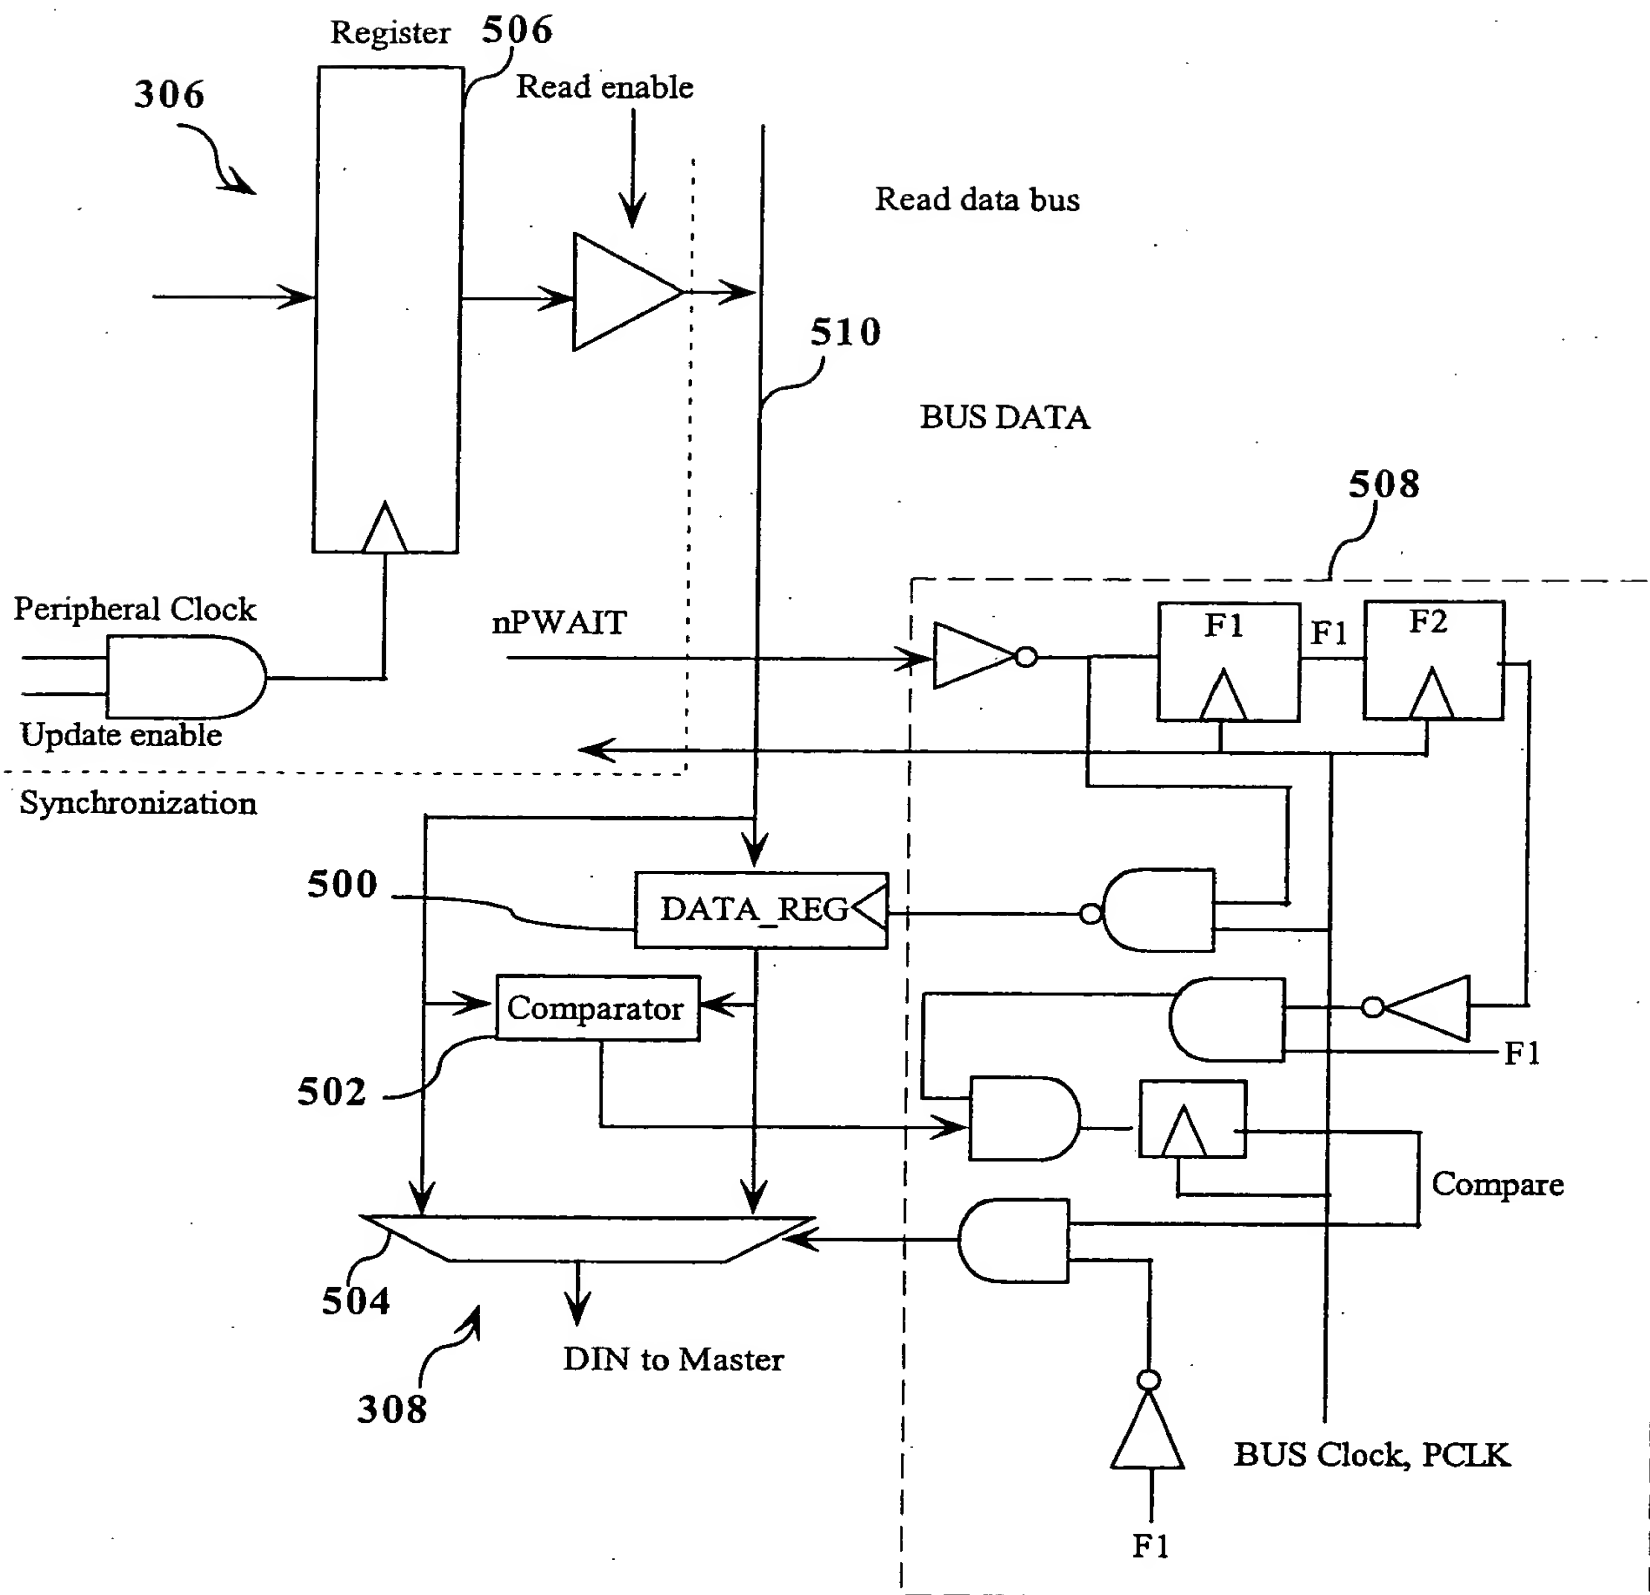 Register 506
Read enable
306
Read data bus
510
BUS DATA
508
Peripheral Clock
nPWAIT
F1
F1
F2
Update enable
Synchronization
500
DATA_REG
Comparator
F1
502
Compare
504
DIN to Master
308
BUS Clock, PCLK
F1